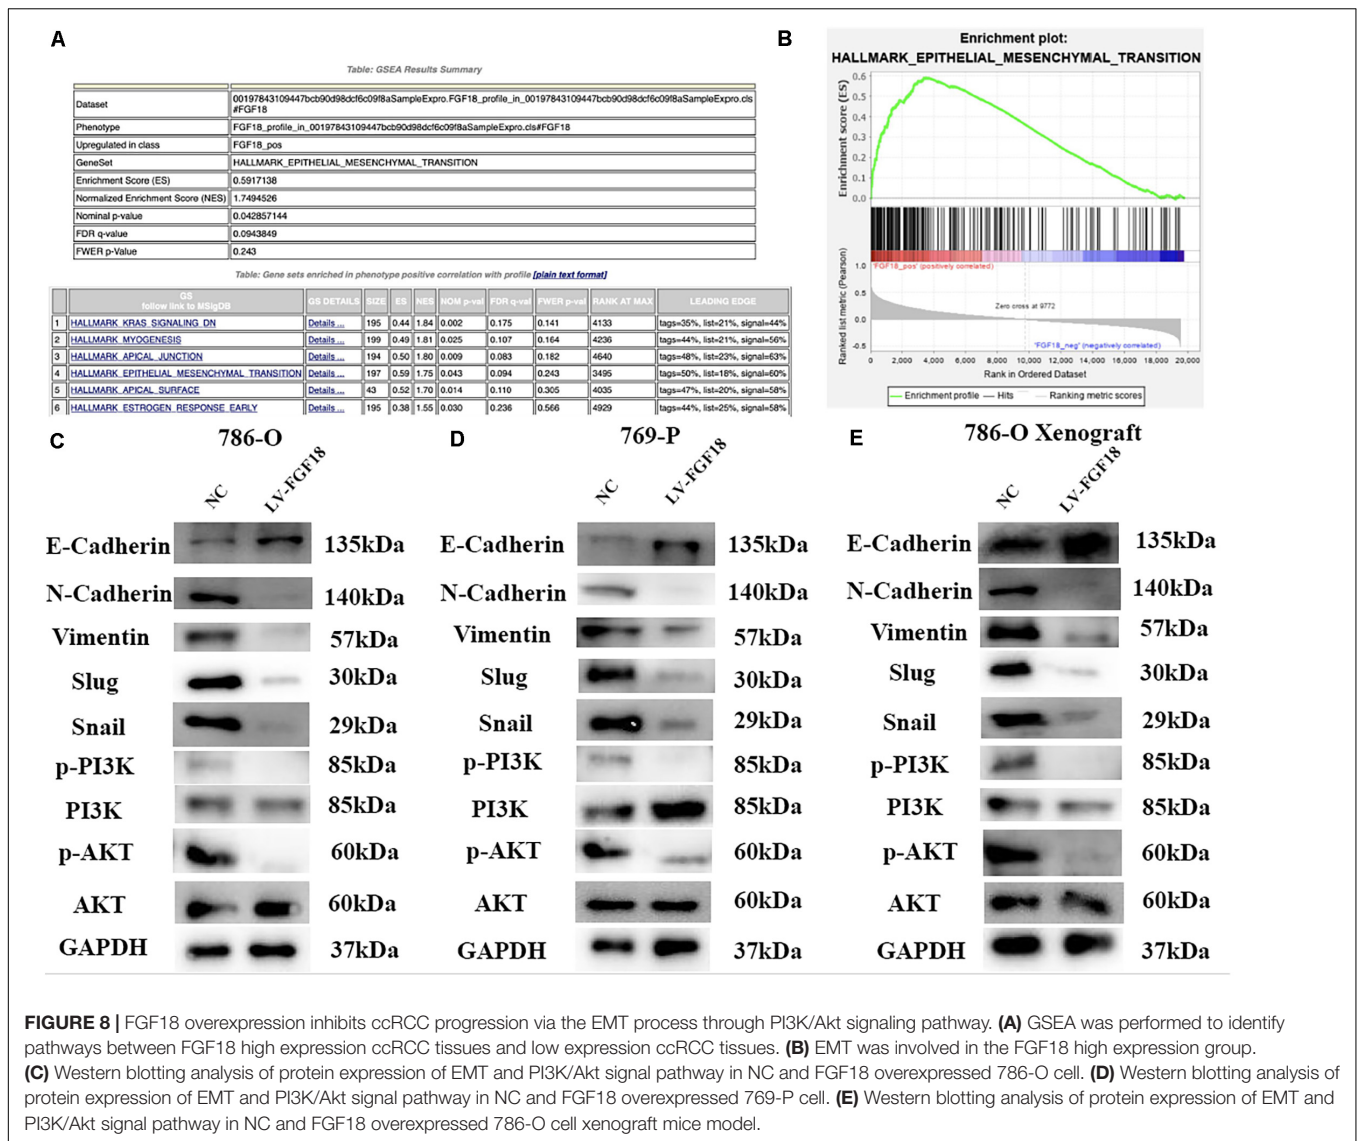 A
Table: GSEA Results Summary
Dataset 00197843109447bcb90d98dcf6c09f8aSampleExpro.FGF18_profile_in_00197843109447bcb90d98dcf6c09f8aSampleExpro.cls
#FGF18
Phenotype FGF18_profile_in_00197843109447bcb90d98dcf6c09f8aSampleExpro.cls#FGF18
Upregulated in class FGF18_pos
GeneSet HALLMARK_EPITHELIAL_MESENCHYMAL_TRANSITION
Enrichment Score (ES) 0.5917138
Normalized Enrichment Score (NES) 1.7494526
Nominal p-value 0.042857144
FDR q-value 0.0943849
FWER p-Value 0.243
Table: Gene sets enriched in phenotype positive correlation with profile [plain text format]
GS
follow link to MSigDB GS DETAILS SIZE ES NES NOM p-val FDR q-val FWER p-val RANK AT MAX LEADING EDGE
1 HALLMARK_KRAS_SIGNALING_DN Details ... 195 0.44 1.84 0.002 0.175 0.141 4133 tags=35%, list=21%, signal=44%
2 HALLMARK_MYOGENESIS Details ... 199 0.49 1.81 0.025 0.107 0.164 4236 tags=44%, list=21%, signal=56%
3 HALLMARK_APICAL_JUNCTION Details ... 194 0.50 1.80 0.009 0.083 0.182 4640 tags=48%, list=23%, signal=63%
4 HALLMARK_EPITHELIAL_MESENCHYMAL_TRANSITION Details ... 197 0.59 1.75 0.043 0.094 0.243 3495 tags=50%, list=18%, signal=60%
5 HALLMARK_APICAL_SURFACE Details ... 43 0.52 1.70 0.014 0.110 0.305 4035 tags=47%, list=20%, signal=58%
6 HALLMARK_ESTROGEN_RESPONSE_EARLY Details ... 195 0.38 1.55 0.030 0.236 0.566 4929 tags=44%, list=25%, signal=58%
B
Enrichment plot:
HALLMARK_EPITHELIAL_MESENCHYMAL_TRANSITION
Enrichment score (ES)
0.6
0.5
0.4
0.3
0.2
0.1
0.0
'FGF18_pos' (positively correlated)
Ranked list metric (Pearson)
1.0
0.5
0.0
-0.5
Zero cross at 9772
'FGF18_neg' (negatively correlated)
0 2,000 4,000 6,000 8,000 10,000 12,000 14,000 16,000 18,000 20,000
Rank in Ordered Dataset
Enrichment profile Hits Ranking metric scores
C
786-O
NC LV-FGF18
E-Cadherin 135kDa
N-Cadherin 140kDa
Vimentin 57kDa
Slug 30kDa
Snail 29kDa
p-PI3K 85kDa
PI3K 85kDa
p-AKT 60kDa
AKT 60kDa
GAPDH 37kDa
D
769-P
NC LV-FGF18
E-Cadherin 135kDa
N-Cadherin 140kDa
Vimentin 57kDa
Slug 30kDa
Snail 29kDa
p-PI3K 85kDa
PI3K 85kDa
p-AKT 60kDa
AKT 60kDa
GAPDH 37kDa
E
786-O Xenograft
NC LV-FGF18
E-Cadherin 135kDa
N-Cadherin 140kDa
Vimentin 57kDa
Slug 30kDa
Snail 29kDa
p-PI3K 85kDa
PI3K 85kDa
p-AKT 60kDa
AKT 60kDa
GAPDH 37kDa
FIGURE 8 | FGF18 overexpression inhibits ccRCC progression via the EMT process through PI3K/Akt signaling pathway. (A) GSEA was performed to identify
pathways between FGF18 high expression ccRCC tissues and low expression ccRCC tissues. (B) EMT was involved in the FGF18 high expression group.
(C) Western blotting analysis of protein expression of EMT and PI3K/Akt signal pathway in NC and FGF18 overexpressed 786-O cell. (D) Western blotting analysis of
protein expression of EMT and PI3K/Akt signal pathway in NC and FGF18 overexpressed 769-P cell. (E) Western blotting analysis of protein expression of EMT and
PI3K/Akt signal pathway in NC and FGF18 overexpressed 786-O cell xenograft mice model.